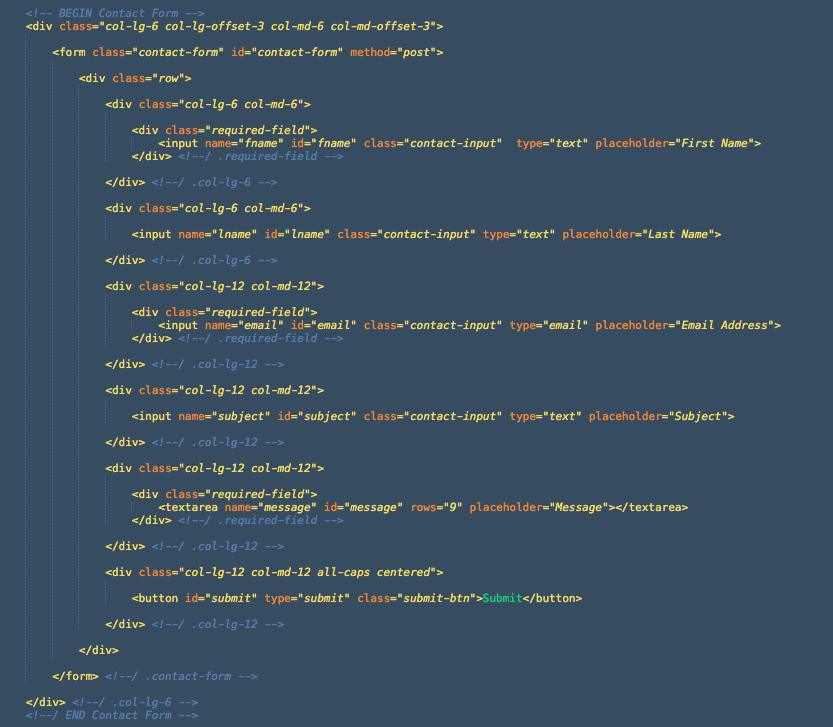 <!-- BEGIN Contact Form -->
<div class="col-lg-6 col-lg-offset-3 col-md-6 col-md-offset-3">
<form class="contact-form" id="contact-form" method="post">
<div class="row">
<div class="col-lg-6 col-md-6">
<div class="required-field">
<input name="fname" id="fname" class="contact-input"  type="text" placeholder="First Name">
</div> <!--/ .required-field -->
</div> <!--/ .col-lg-6 -->
<div class="col-lg-6 col-md-6">
<input name="lname" id="lname" class="contact-input" type="text" placeholder="Last Name">
</div> <!--/ .col-lg-6 -->
<div class="col-lg-12 col-md-12">
<div class="required-field">
<input name="email" id="email" class="contact-input" type="email" placeholder="Email Address">
</div> <!--/ .required-field -->
</div> <!--/ .col-lg-12 -->
<div class="col-lg-12 col-md-12">
<input name="subject" id="subject" class="contact-input" type="text" placeholder="Subject">
</div> <!--/ .col-lg-12 -->
<div class="col-lg-12 col-md-12">
<div class="required-field">
<textarea name="message" id="message" rows="9" placeholder="Message"></textarea>
</div> <!--/ .required-field -->
</div> <!--/ .col-lg-12 -->
<div class="col-lg-12 col-md-12 all-caps centered">
<button id="submit" type="submit" class="submit-btn">Submit</button>
</div> <!--/ .col-lg-12 -->
</div>
</form> <!--/ .contact-form -->
</div> <!--/ .col-lg-6 -->
<!--/ END Contact Form -->